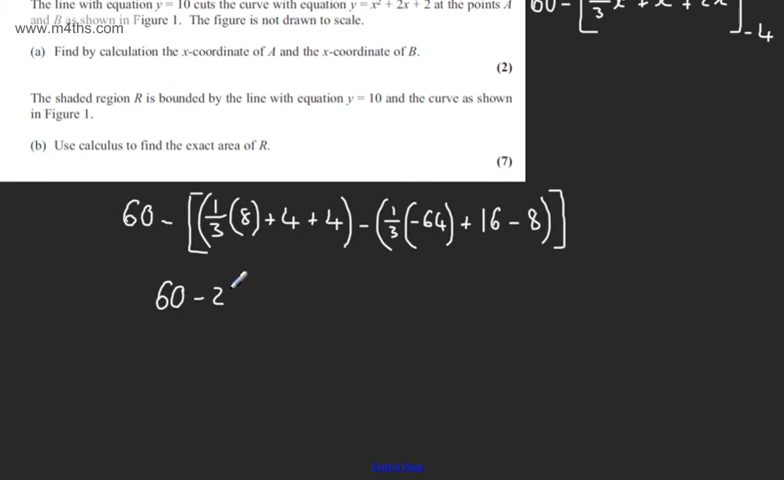 The line with equation y = 10 cuts the curve with equation y = x² + 2x + 2 at the points A
and B as shown in Figure 1. The figure is not drawn to scale.
www.m4ths.com
(a) Find by calculation the x-coordinate of A and the x-coordinate of B.
(2)
The shaded region R is bounded by the line with equation y = 10 and the curve as shown
in Figure 1.
(b) Use calculus to find the exact area of R.
(7)
60 - [(1/3(8) + 4 + 4) - (1/3(-64) + 16 - 8)]
60 - 2